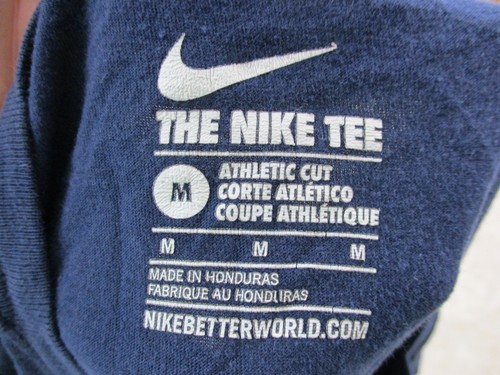 THE NIKE TEE
M
ATHLETIC CUT
CORTE ATLÉTICO
COUPE ATHLÉTIQUE
M M M
MADE IN HONDURAS
FABRIQUE AU HONDURAS
NIKEBETTERWORLD.COM